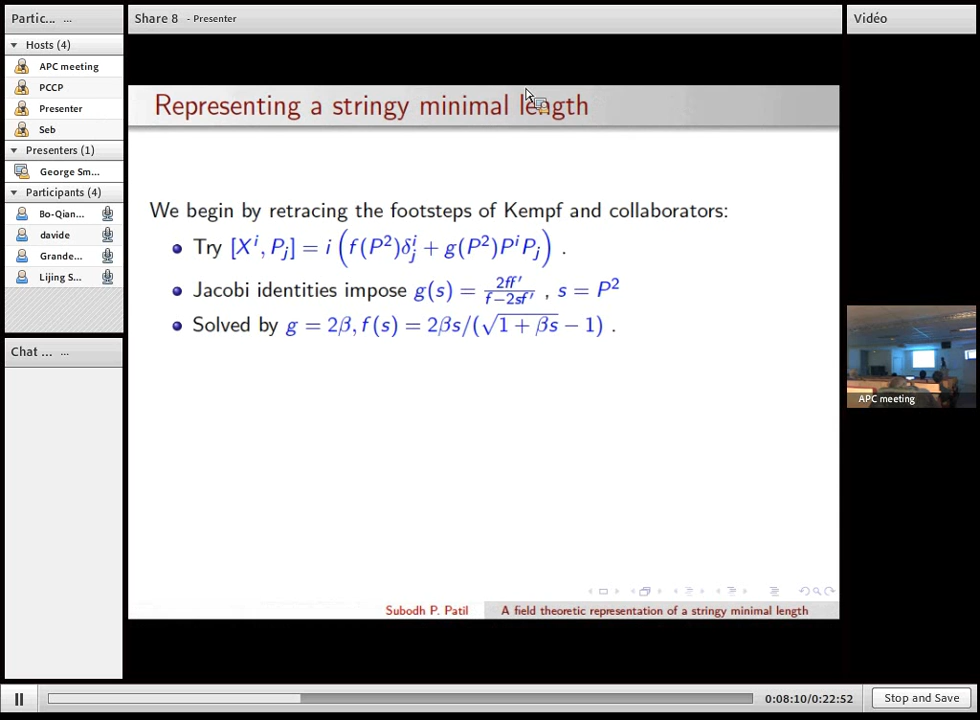 Partic... ...
Hosts (4)
APC meeting
PCCP
Presenter
Seb
Presenters (1)
George Sm...
Participants (4)
Bo-Qian...
davide
Grande...
Lijing S...
Chat ... ...
Share 8 - Presenter
Representing a stringy minimal length
We begin by retracing the footsteps of Kempf and collaborators:
Try [X^i, P_j] = i (f(P²)δ^i_j + g(P²)P^i P_j) .
Jacobi identities impose g(s) = 2ff′/(f−2sf′) , s = P²
Solved by g = 2β, f(s) = 2βs/(√(1 + βs) − 1) .
Subodh P. Patil
A field theoretic representation of a stringy minimal length
Vidéo
APC meeting
0:08:10/0:22:52
Stop and Save